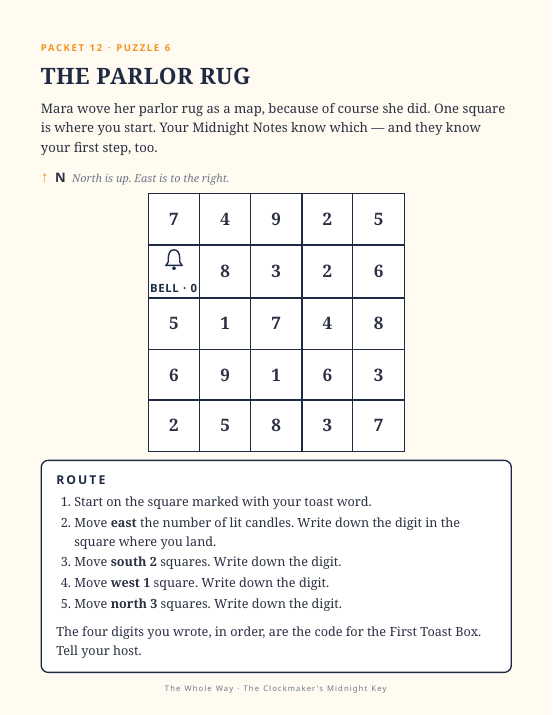 PACKET 12 · PUZZLE 6
THE PARLOR RUG
Mara wove her parlor rug as a map, because of course she did. One square
is where you start. Your Midnight Notes know which — and they know
your first step, too.
↑ N North is up. East is to the right.
7 4 9 2 5
8 3 2 6
BELL · 0
5 1 7 4 8
6 9 1 6 3
2 5 8 3 7
ROUTE
1. Start on the square marked with your toast word.
2. Move east the number of lit candles. Write down the digit in the
square where you land.
3. Move south 2 squares. Write down the digit.
4. Move west 1 square. Write down the digit.
5. Move north 3 squares. Write down the digit.
The four digits you wrote, in order, are the code for the First Toast Box.
Tell your host.
The Whole Way · The Clockmaker's Midnight Key